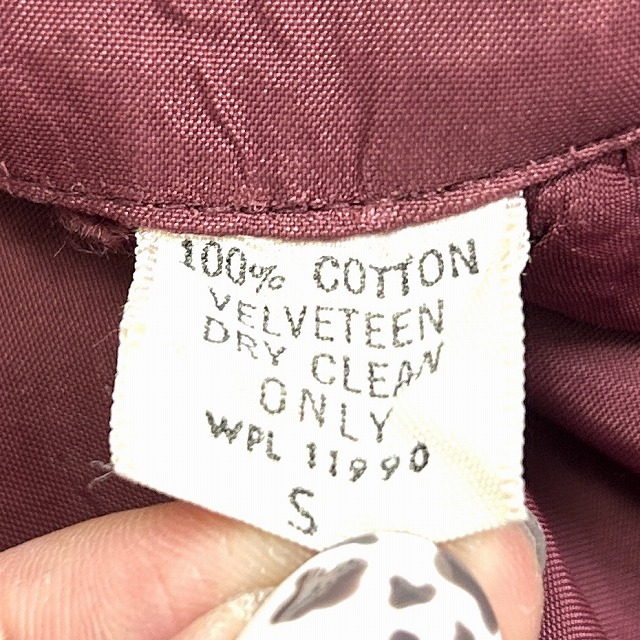 100% COTTON
VELVETEEN
DRY CLEAN
ONLY
WPL 11990
S